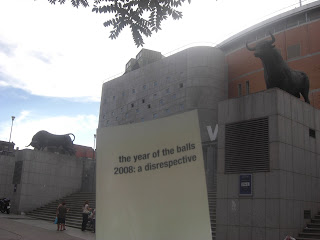 the year of the balls
2008: a disrespective